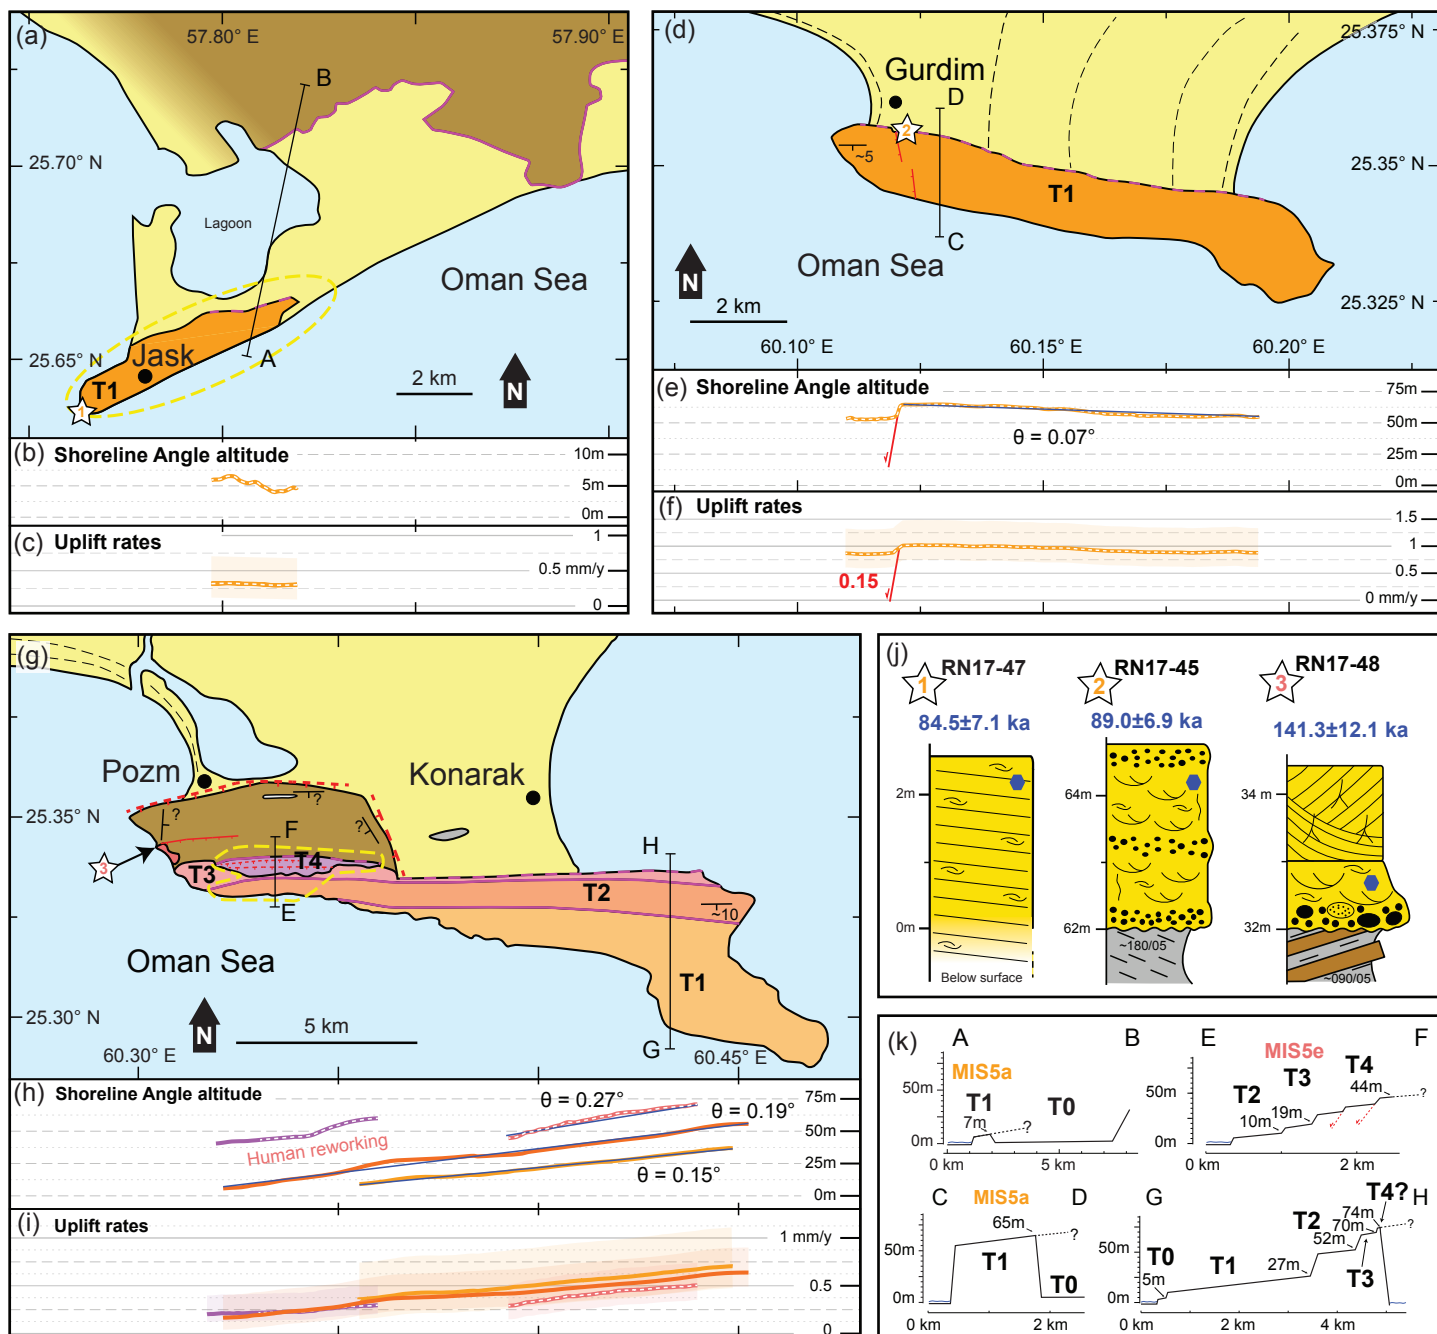 (a)
57.80° E
57.90° E
B
25.70° N
Lagoon
Oman Sea
25.65° N
Jask
A
T1
1
2 km
N
(b) Shoreline Angle altitude
10m
5m
0m
(c) Uplift rates
1
0.5 mm/y
0
(d)
25.375° N
Gurdim
D
2
~5
25.35° N
T1
C
Oman Sea
N
2 km
25.325° N
60.10° E
60.15° E
60.20° E
(e) Shoreline Angle altitude
75m
50m
θ = 0.07°
25m
0m
(f) Uplift rates
1.5
1
0.15
0.5
0 mm/y
(g)
Pozm
Konarak
?
?
?
25.35° N
F
H
3
T3
T4
T2
E
~10
Oman Sea
T1
N
5 km
25.30° N
G
60.30° E
60.45° E
(h) Shoreline Angle altitude
75m
θ = 0.27°
θ = 0.19°
50m
Human reworking
25m
θ = 0.15°
0m
(i) Uplift rates
1 mm/y
0.5
0
(j)
1 RN17-47
2 RN17-45
3 RN17-48
84.5±7.1 ka
89.0±6.9 ka
141.3±12.1 ka
2m
64m
34 m
0m
62m
32m
~180/05
Below surface
~090/05
(k)
A
B
E
F
MIS5a
MIS5e
50m
T1
T0
7m
?
0m
0 km
5 km
50m
T2
T3
T4
10m
19m
44m
?
0m
0 km
2 km
C
MIS5a
D
G
H
65m
?
50m
T1
T0
0m
0 km
2 km
T4?
74m
?
T2
70m
52m
50m
T0
T1
27m
T3
5m
0m
0 km
2 km
4 km